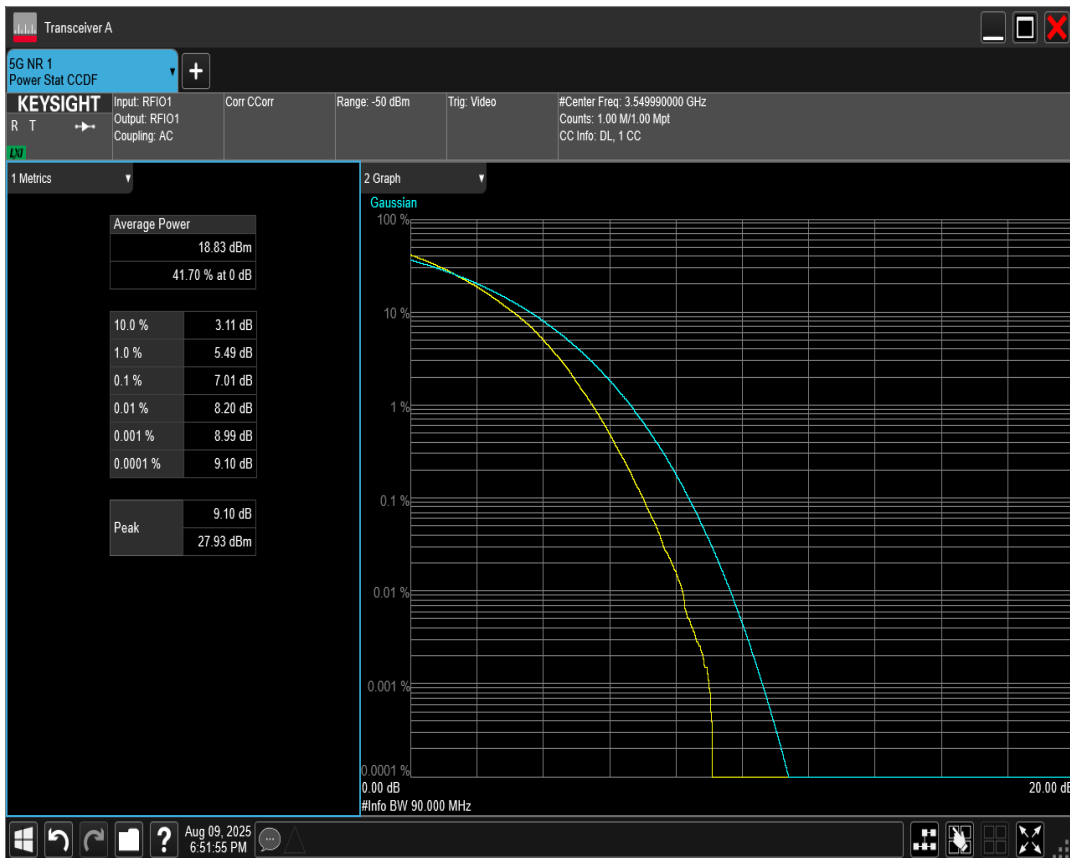 Transceiver A
5G NR 1
Power Stat CCDF
+
KEYSIGHT
R T
LXI
Input: RFIO1
Output: RFIO1
Coupling: AC
Corr CCorr
Range: -50 dBm
Trig: Video
#Center Freq: 3.549990000 GHz
Counts: 1.00 M/1.00 Mpt
CC Info: DL, 1 CC
1 Metrics
Average Power
18.83 dBm
41.70 % at 0 dB
10.0 % 3.11 dB
1.0 % 5.49 dB
0.1 % 7.01 dB
0.01 % 8.20 dB
0.001 % 8.99 dB
0.0001 % 9.10 dB
Peak
9.10 dB
27.93 dBm
2 Graph
Gaussian
100 %
10 %
1 %
0.1 %
0.01 %
0.001 %
0.0001 %
0.00 dB 20.00 dB
#Info BW 90.000 MHz
?
Aug 09, 2025
6:51:55 PM